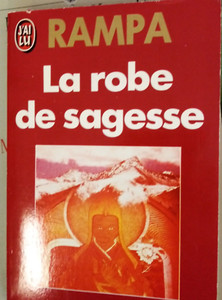 J'AI LU
RAMPA
La robe
de sagesse